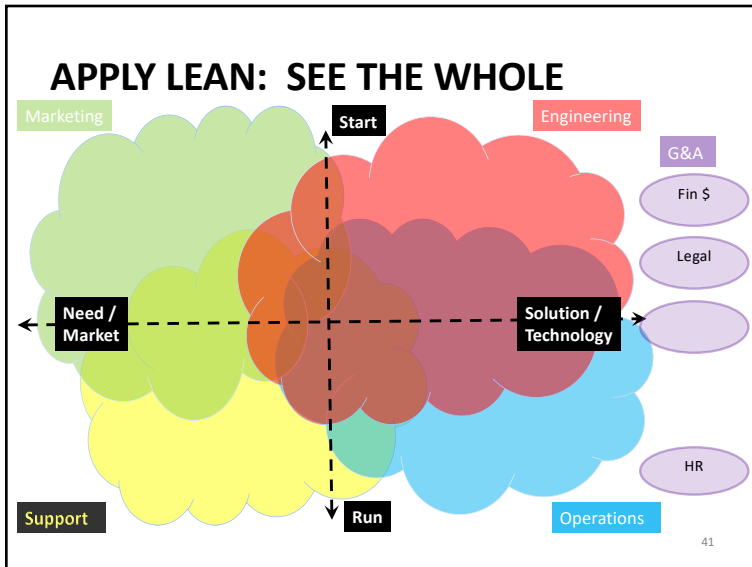 APPLY LEAN: SEE THE WHOLE
Marketing
Start
Engineering
G&A
Fin $
Legal
Need /
Market
Solution /
Technology
HR
Support
Run
Operations
41